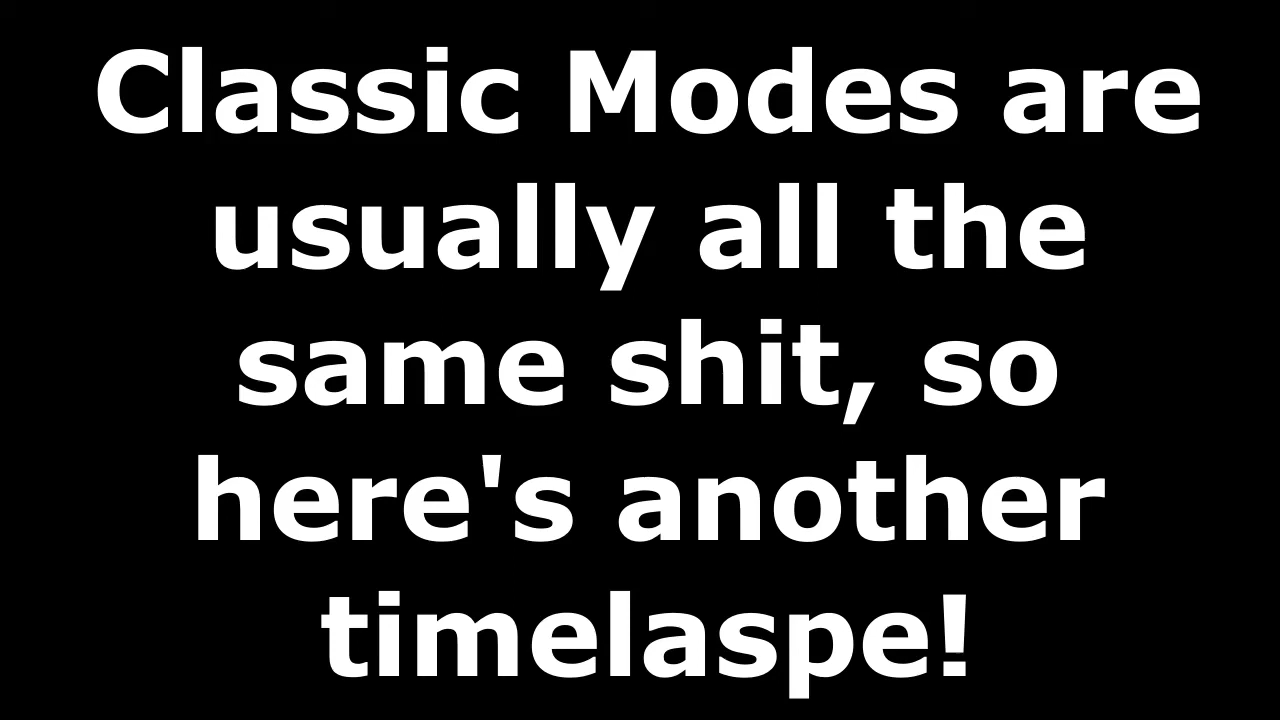 Classic Modes are
usually all the
same shit, so
here's another
timelaspe!